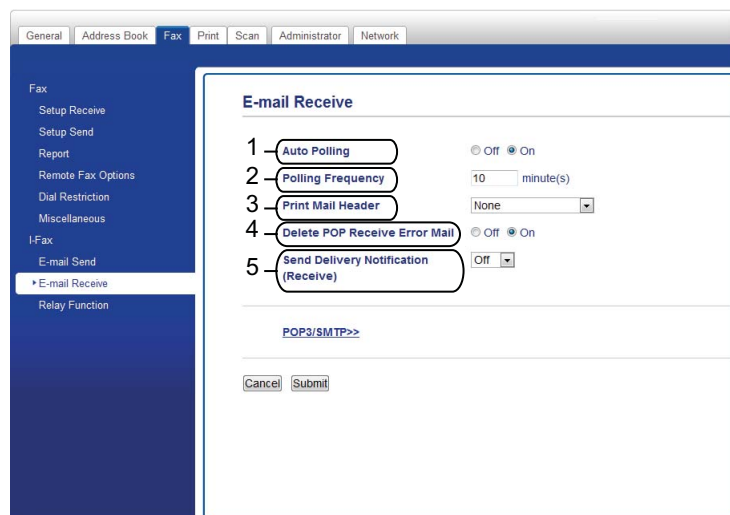 General Address Book Fax Print Scan Administrator Network
Fax
Setup Receive
Setup Send
Report
Remote Fax Options
Dial Restriction
Miscellaneous
I-Fax
E-mail Send
E-mail Receive
Relay Function
E-mail Receive
1 Auto Polling Off On
2 Polling Frequency 10 minute(s)
3 Print Mail Header None
4 Delete POP Receive Error Mail Off On
5 Send Delivery Notification Off
(Receive)
POP3/SMTP>>
Cancel Submit